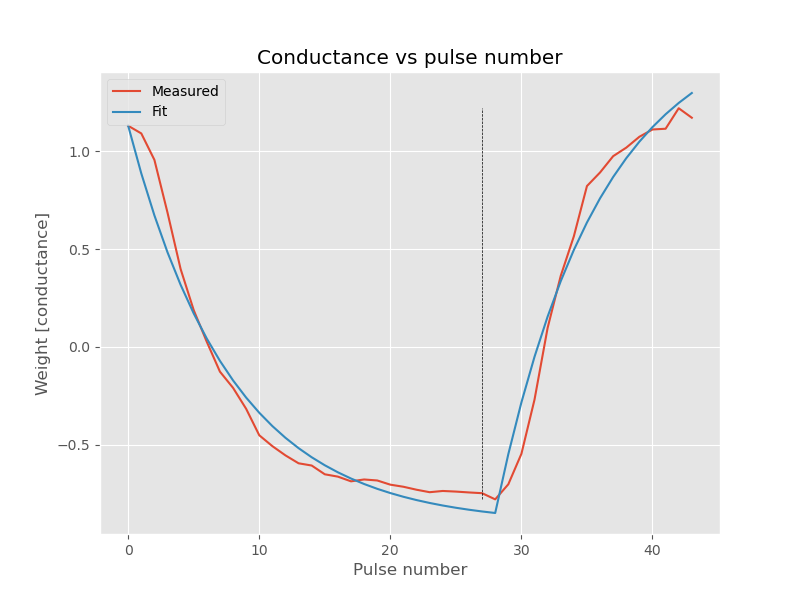 Conductance vs pulse number
Measured
Fit
1.0
0.5
0.0
−0.5
Weight [conductance]
0 10 20 30 40
Pulse number